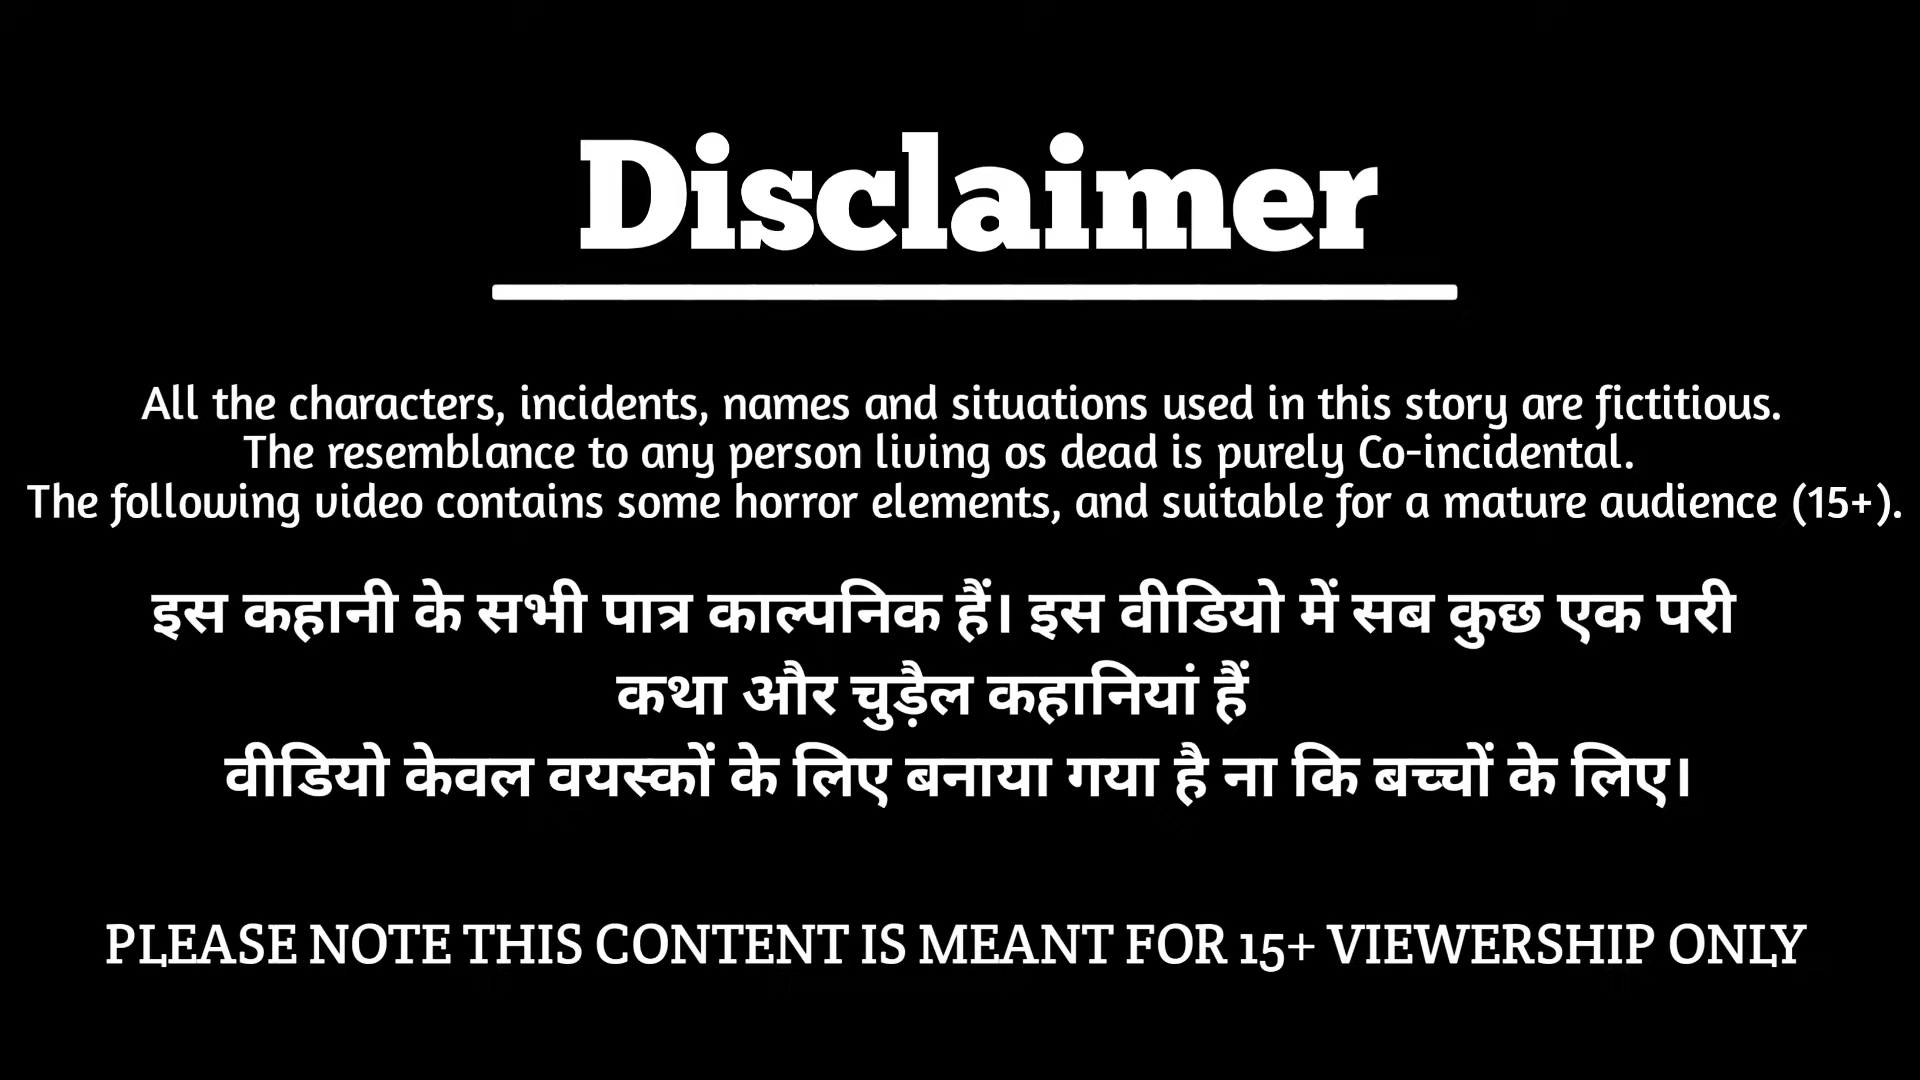 Disclaimer
All the characters, incidents, names and situations used in this story are fictitious.
The resemblance to any person living os dead is purely Co-incidental.
The following video contains some horror elements, and suitable for a mature audience (15+).
इस कहानी के सभी पात्र काल्पनिक हैं। इस वीडियो में सब कुछ एक परी
कथा और चुड़ैल कहानियां हैं
वीडियो केवल वयस्कों के लिए बनाया गया है ना कि बच्चों के लिए।
PLEASE NOTE THIS CONTENT IS MEANT FOR 15+ VIEWERSHIP ONLY